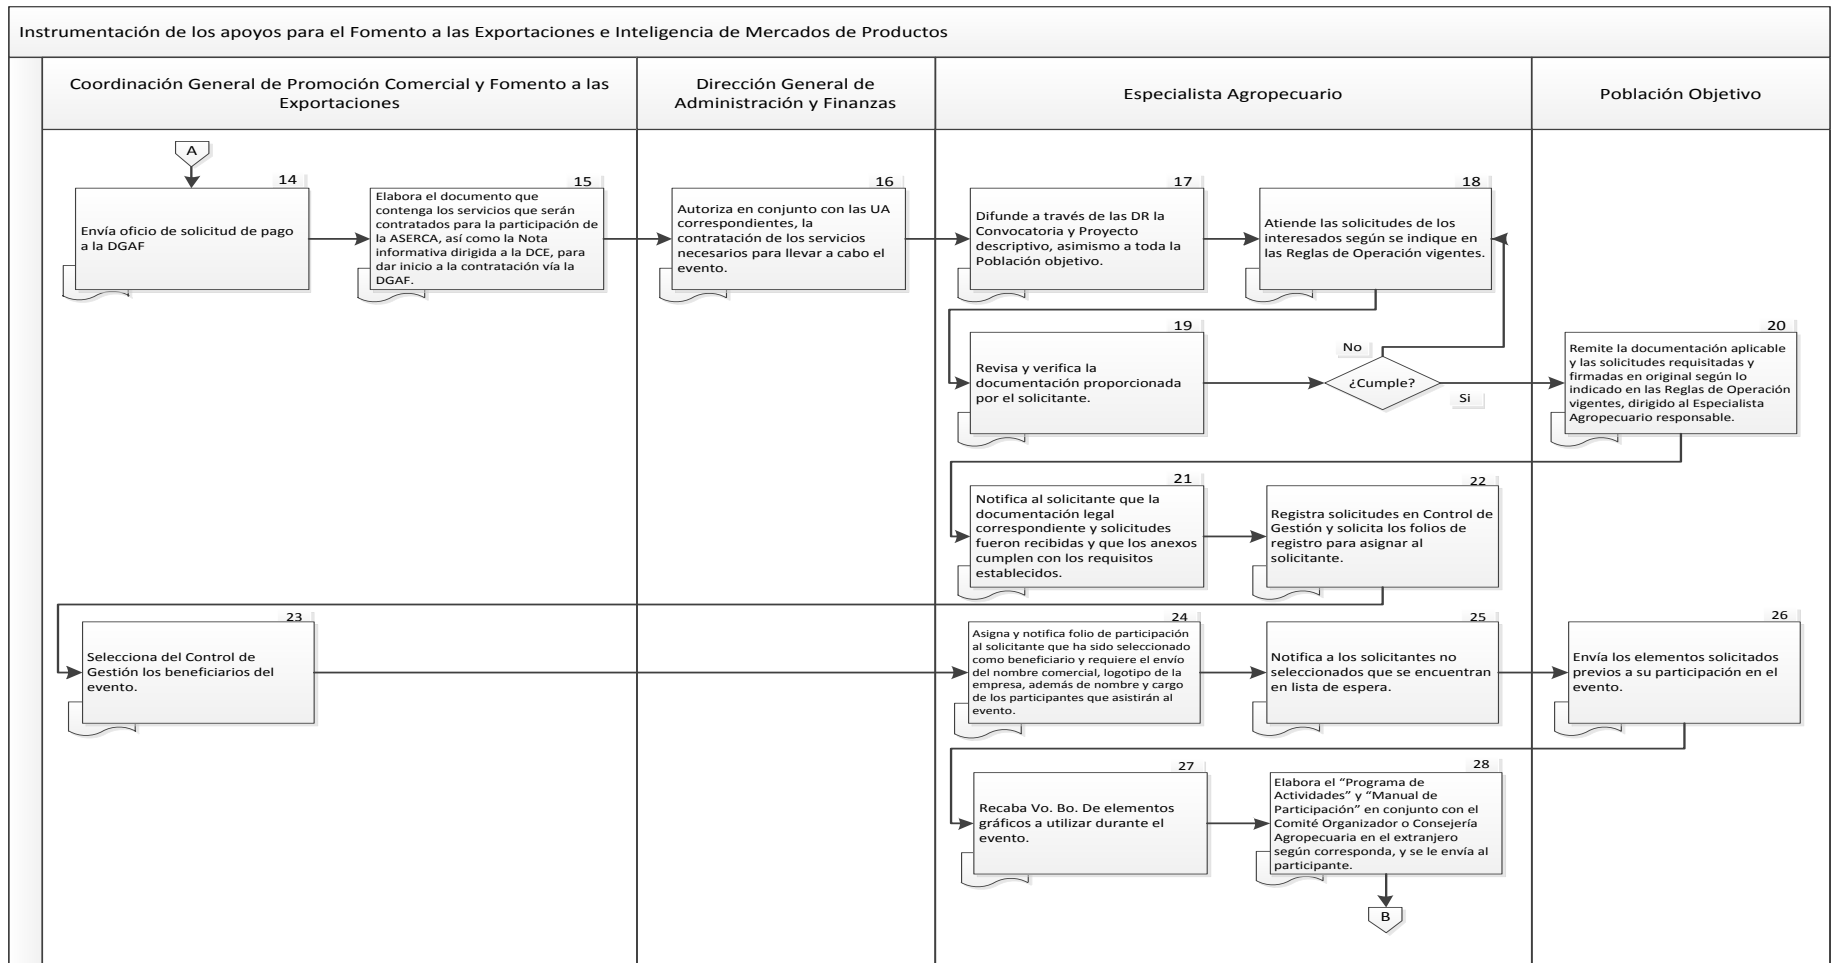 Instrumentación de los apoyos para el Fomento a las Exportaciones e Inteligencia de Mercados de Productos
Coordinación General de Promoción Comercial y Fomento a las
Exportaciones
Dirección General de
Administración y Finanzas
Especialista Agropecuario
Población Objetivo
A
14
Envía oficio de solicitud de pago
a la DGAF
15
Elabora el documento que
contenga los servicios que serán
contratados para la participación de
la ASERCA, así como la Nota
informativa dirigida a la DCE, para
dar inicio a la contratación vía la
DGAF.
16
Autoriza en conjunto con las UA
correspondientes, la
contratación de los servicios
necesarios para llevar a cabo el
evento.
17
Difunde a través de las DR la
Convocatoria y Proyecto
descriptivo, asimismo a toda la
Población objetivo.
18
Atiende las solicitudes de los
interesados según se indique en
las Reglas de Operación vigentes.
19
Revisa y verifica la
documentación proporcionada
por el solicitante.
No
¿Cumple?
Si
20
Remite la documentación aplicable
y las solicitudes requisitadas y
firmadas en original según lo
indicado en las Reglas de Operación
vigentes, dirigido al Especialista
Agropecuario responsable.
21
Notifica al solicitante que la
documentación legal
correspondiente y solicitudes
fueron recibidas y que los anexos
cumplen con los requisitos
establecidos.
22
Registra solicitudes en Control de
Gestión y solicita los folios de
registro para asignar al
solicitante.
23
Selecciona del Control de
Gestión los beneficiarios del
evento.
24
Asigna y notifica folio de participación
al solicitante que ha sido seleccionado
como beneficiario y requiere el envío
del nombre comercial, logotipo de la
empresa, además de nombre y cargo
de los participantes que asistirán al
evento.
25
Notifica a los solicitantes no
seleccionados que se encuentran
en lista de espera.
26
Envía los elementos solicitados
previos a su participación en el
evento.
27
Recaba Vo. Bo. De elementos
gráficos a utilizar durante el
evento.
28
Elabora el “Programa de
Actividades” y “Manual de
Participación” en conjunto con el
Comité Organizador o Consejería
Agropecuaria en el extranjero
según corresponda, y se le envía al
participante.
B